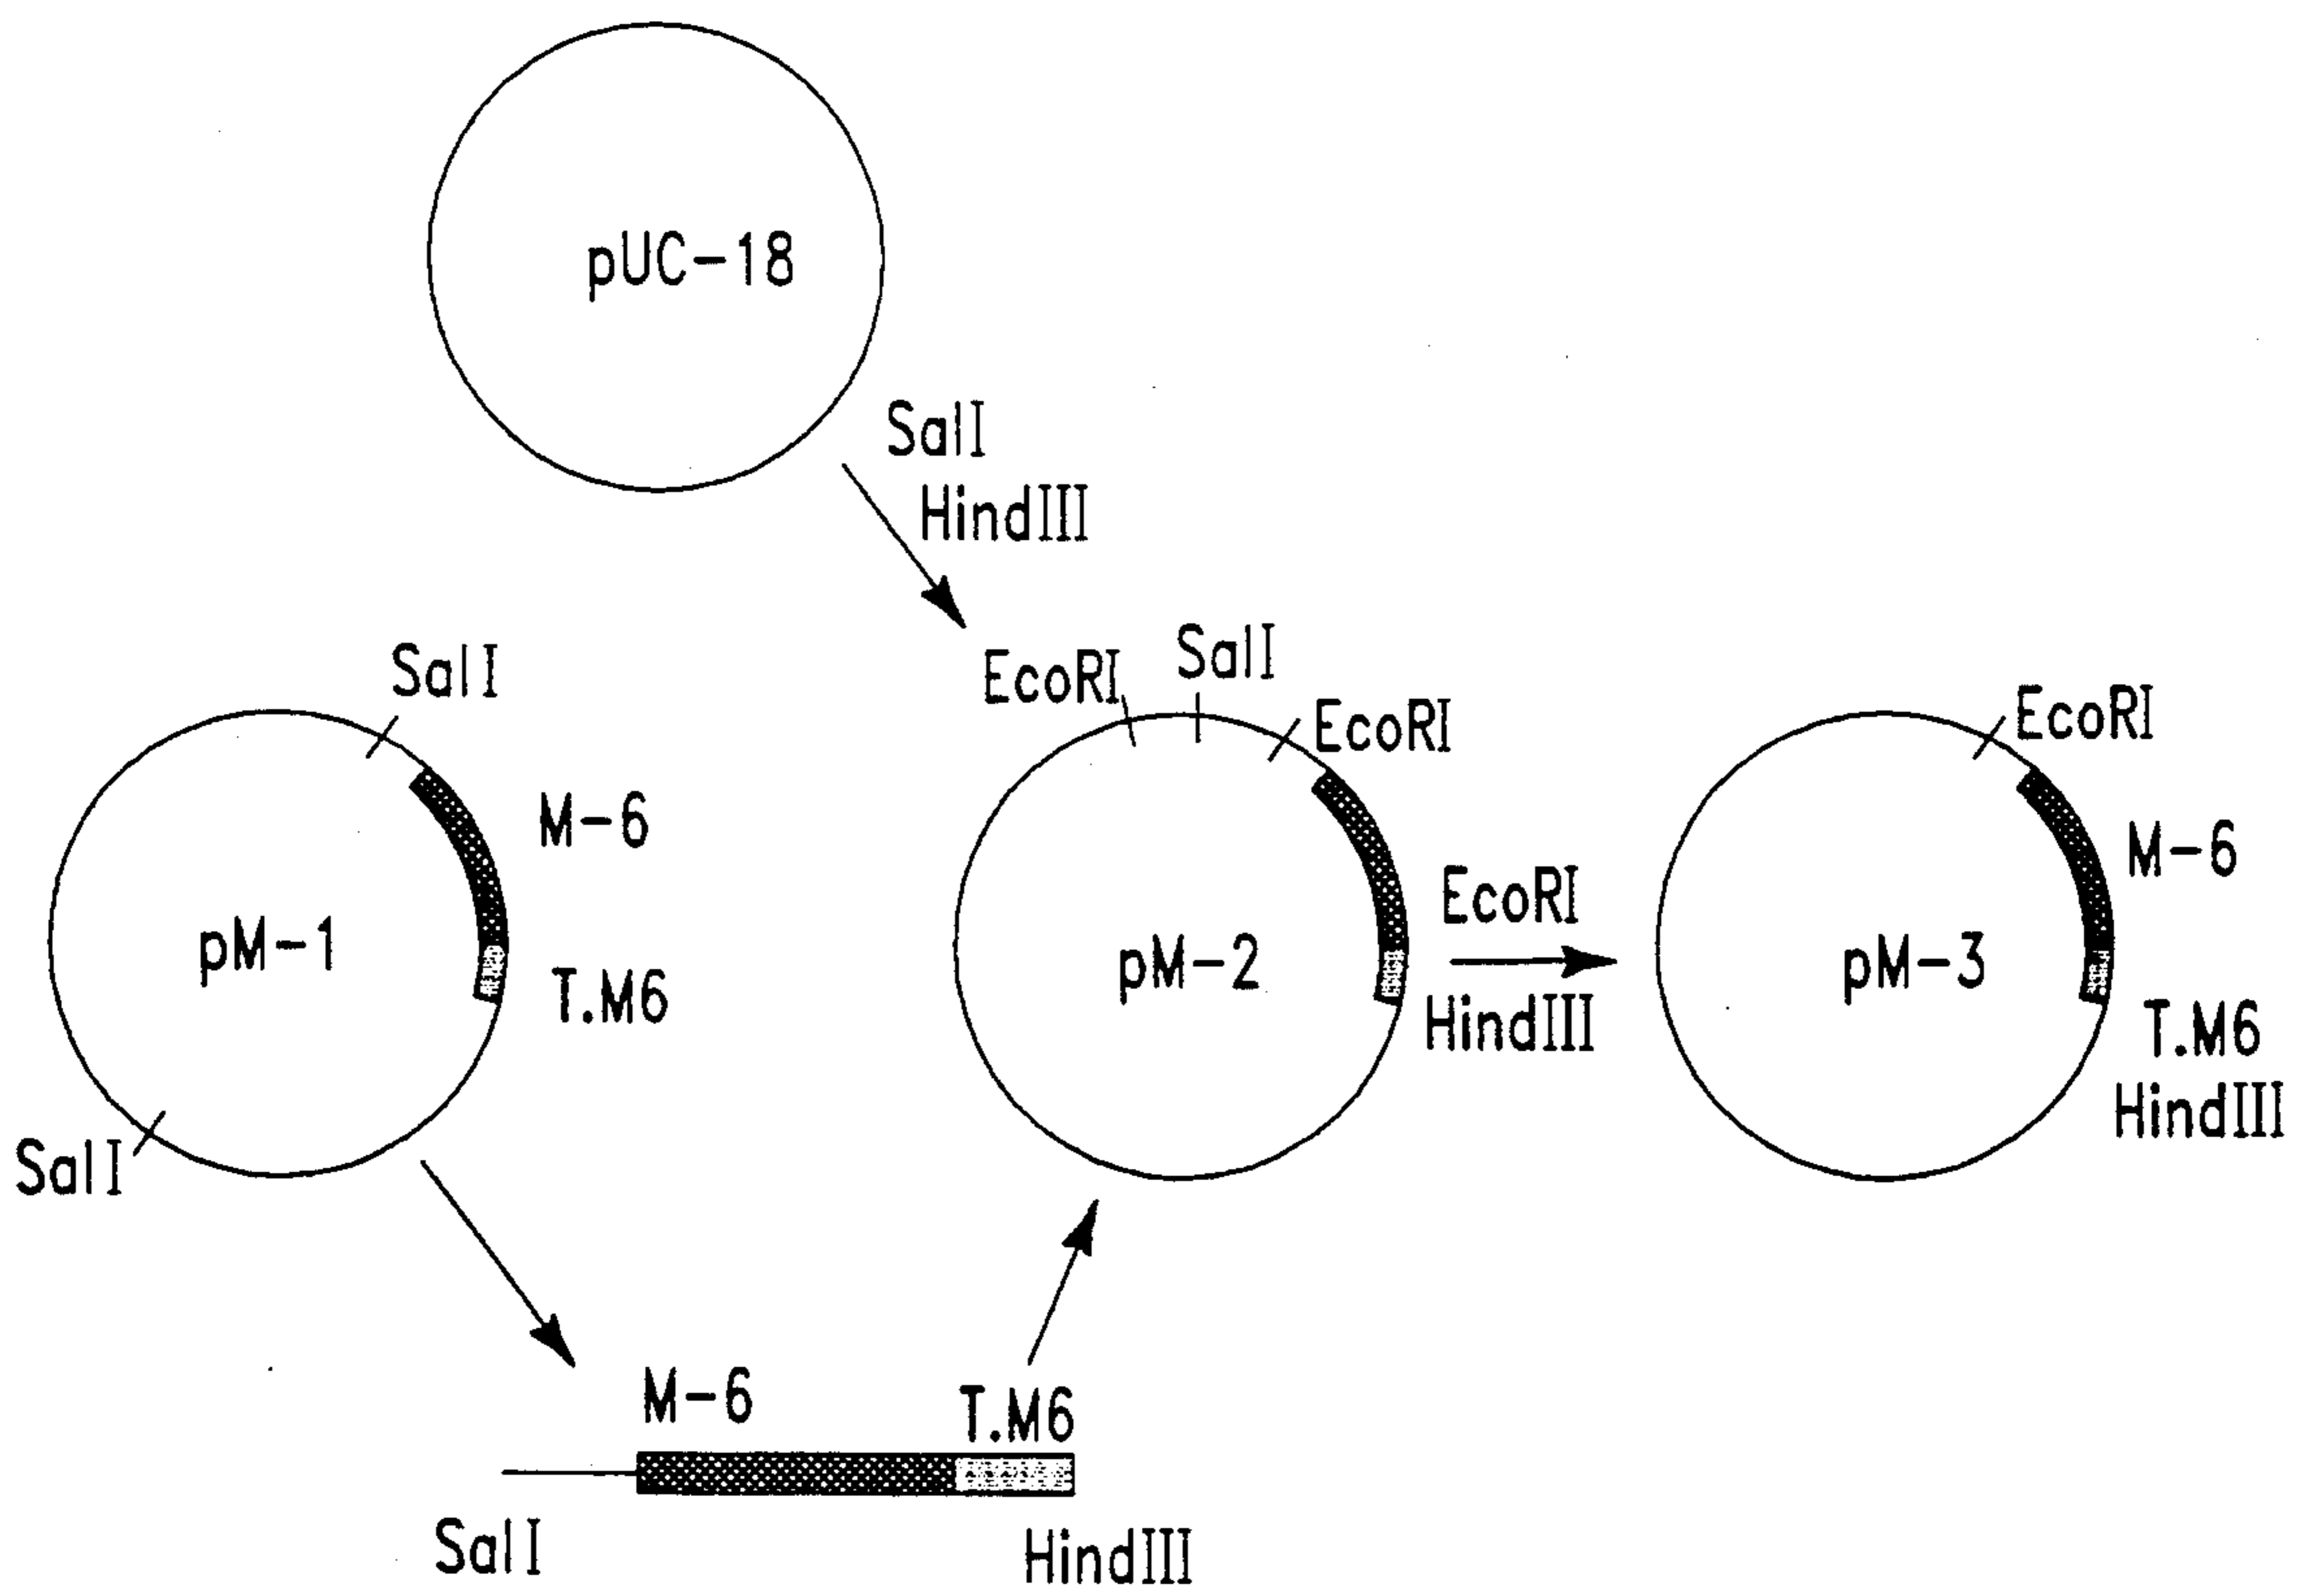 pUC-18
SalI
HindIII
SalI
M-6
pM-1
T.M6
SalI
EcoRI
SalI
EcoRI
pM-2
EcoRI
HindIII
EcoRI
M-6
pM-3
T.M6
HindIII
M-6
T.M6
SalI
HindIII